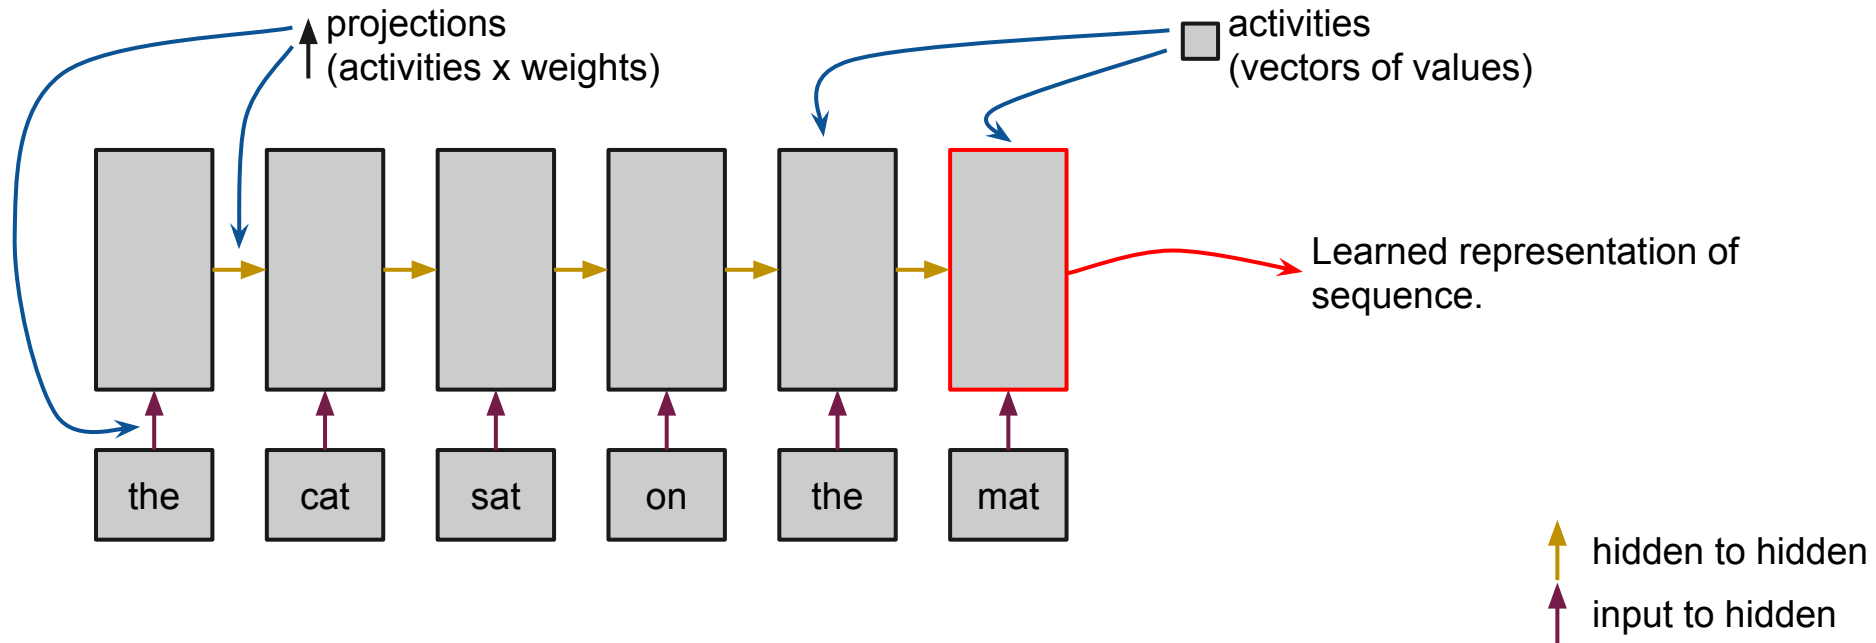 projections
(activities x weights)
activities
(vectors of values)
Learned representation of
sequence.
the
cat
sat
on
the
mat
hidden to hidden
input to hidden